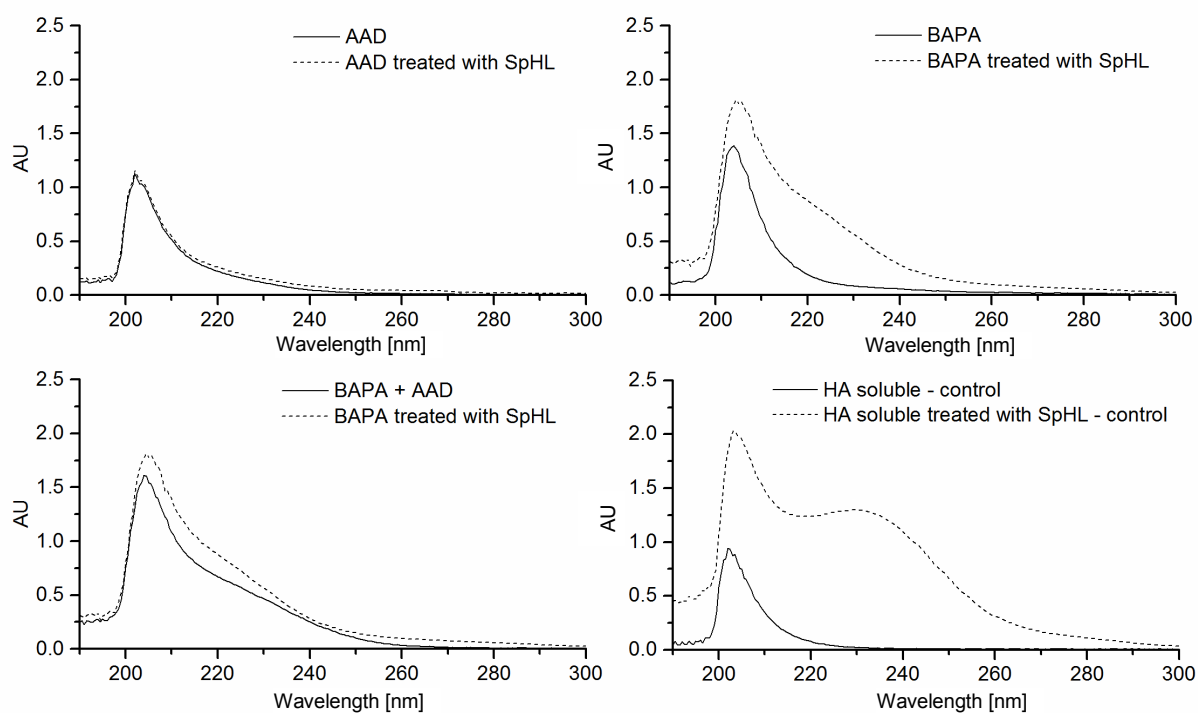 AAD
AAD treated with SpHL
2.5
2.0
1.5
1.0
0.5
0.0
AU
200 220 240 260 280 300
Wavelength [nm]
BAPA
BAPA treated with SpHL
2.5
2.0
1.5
1.0
0.5
0.0
AU
200 220 240 260 280 300
Wavelength [nm]
BAPA + AAD
BAPA treated with SpHL
2.5
2.0
1.5
1.0
0.5
0.0
AU
200 220 240 260 280 300
Wavelength [nm]
HA soluble - control
HA soluble treated with SpHL - control
2.5
2.0
1.5
1.0
0.5
0.0
AU
200 220 240 260 280 300
Wavelength [nm]